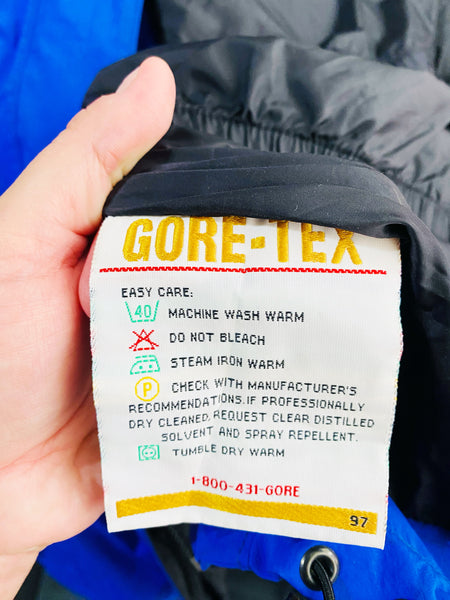 GORE-TEX
EASY CARE:
40 MACHINE WASH WARM
DO NOT BLEACH
STEAM IRON WARM
P CHECK WITH MANUFACTURER'S
RECOMMENDATIONS. IF PROFESSIONALLY
DRY CLEANED, REQUEST CLEAR DISTILLED
SOLVENT AND SPRAY REPELLENT.
TUMBLE DRY WARM
1-800-431-GORE
97